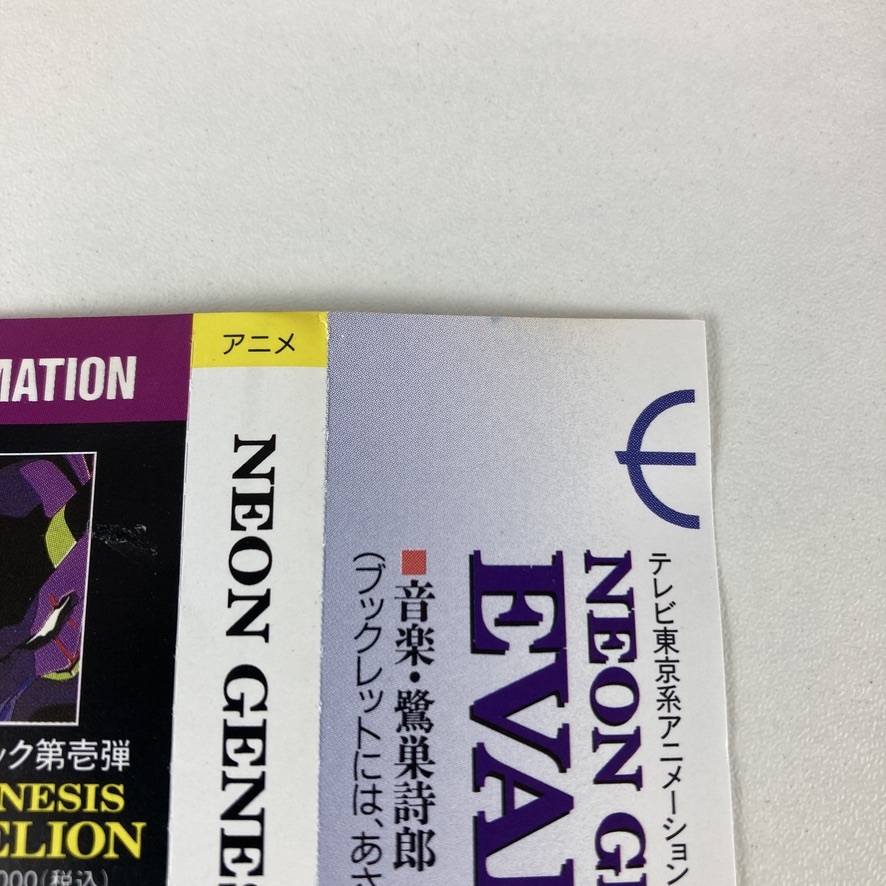 テレビ東京系アニメーション
NEON G
EVA
■音楽・鷺巣詩郎
(ブックレットには、あさ
アニメ
NEON GENES
MATION
ック第壱弾
NESIS
ELION
000(税込)